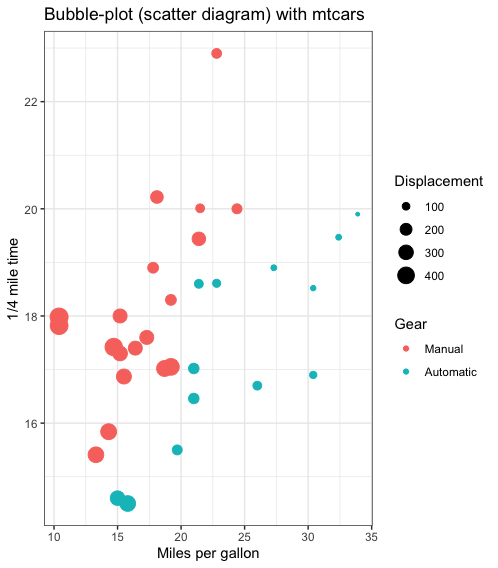 Bubble-plot (scatter diagram) with mtcars
1/4 mile time
22
20
18
16
10
15
20
25
30
35
Miles per gallon
Displacement
100
200
300
400
Gear
Manual
Automatic